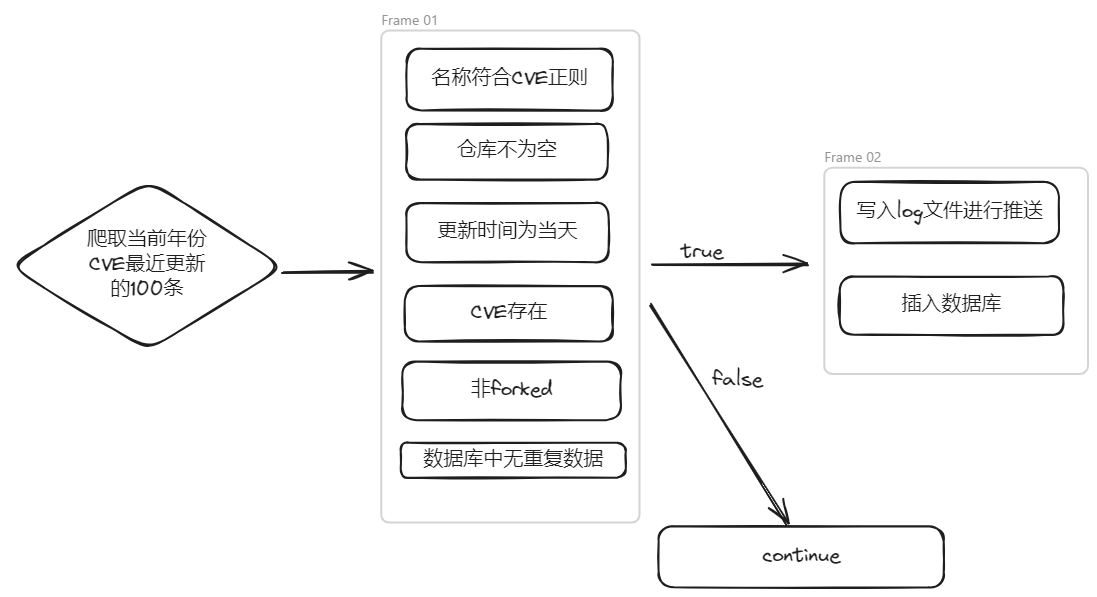 Frame 01
名称符合CVE正则
仓库不为空
更新时间为当天
CVE存在
非forked
数据库中无重复数据
爬取当前年份
CVE最近更新
的100条
true
false
Frame 02
写入log文件进行推送
插入数据库
continue